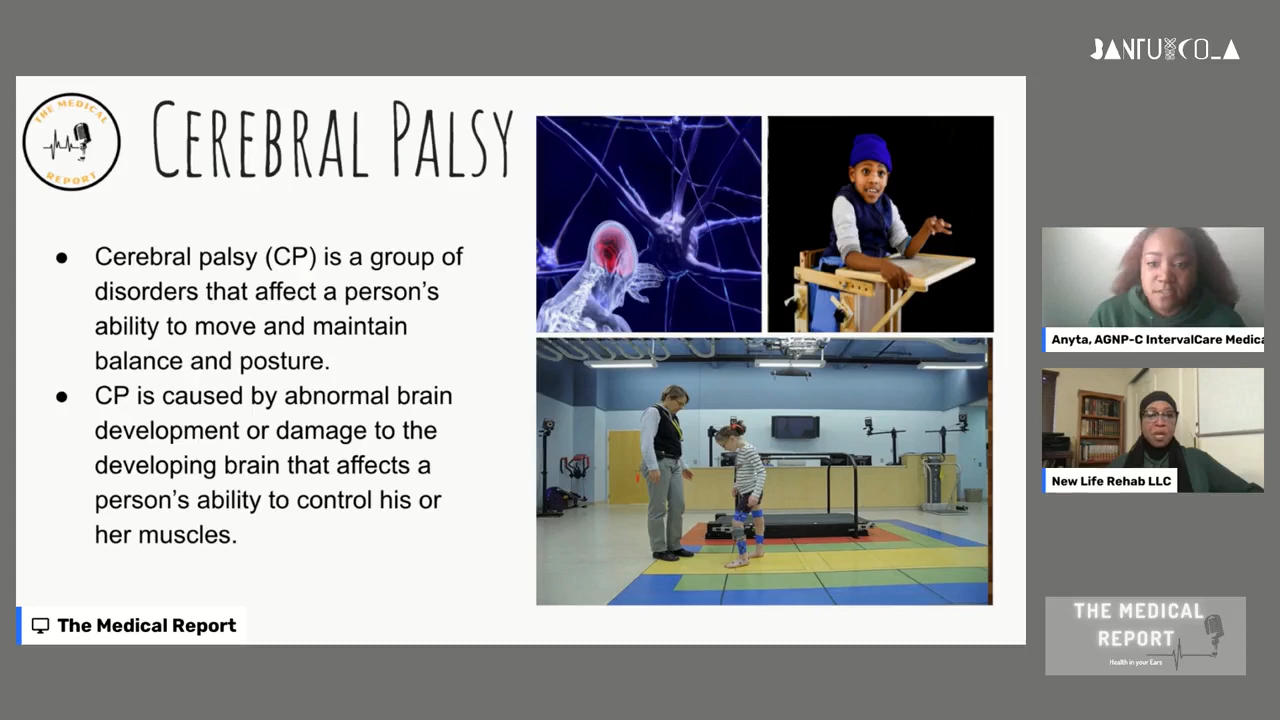 BANTU COLA
THE MEDICAL
REPORT
CEREBRAL PALSY
● Cerebral palsy (CP) is a group of
disorders that affect a person's
ability to move and maintain
balance and posture.
● CP is caused by abnormal brain
development or damage to the
developing brain that affects a
person's ability to control his or
her muscles.
The Medical Report
Anyta, AGNP-C IntervalCare Medica
New Life Rehab LLC
THE MEDICAL
REPORT
Health in your Ears